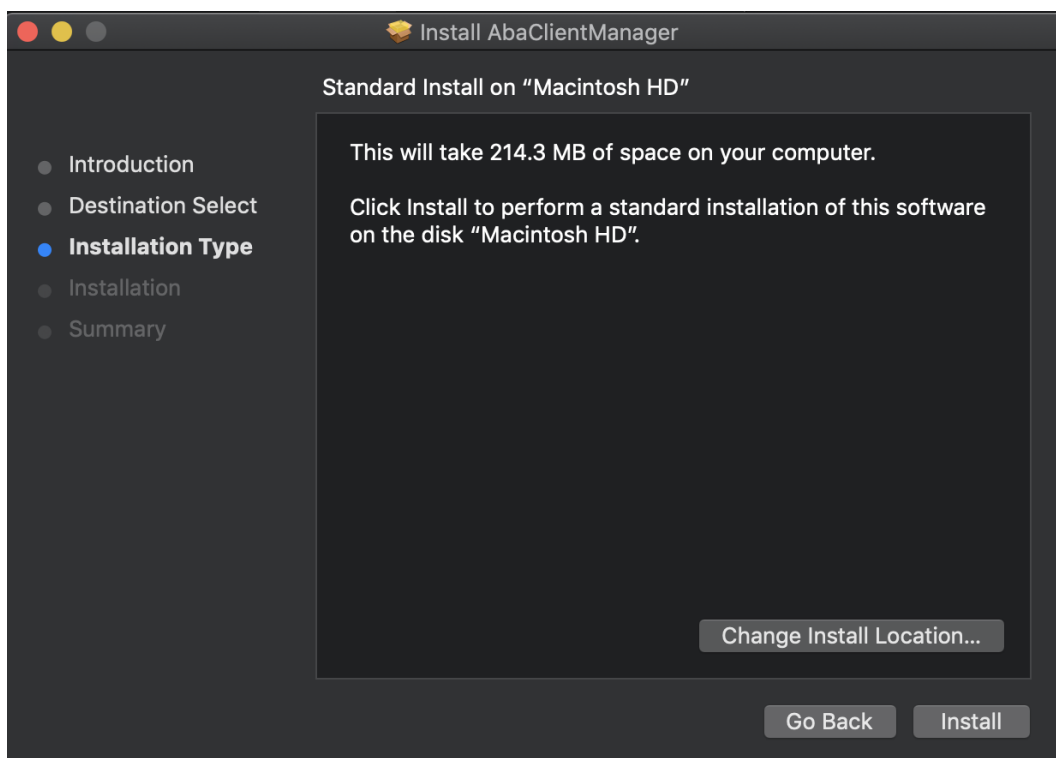 Install AbaClientManager
Standard Install on “Macintosh HD”
Introduction
Destination Select
Installation Type
Installation
Summary
This will take 214.3 MB of space on your computer.
Click Install to perform a standard installation of this software
on the disk “Macintosh HD”.
Change Install Location...
Go Back
Install